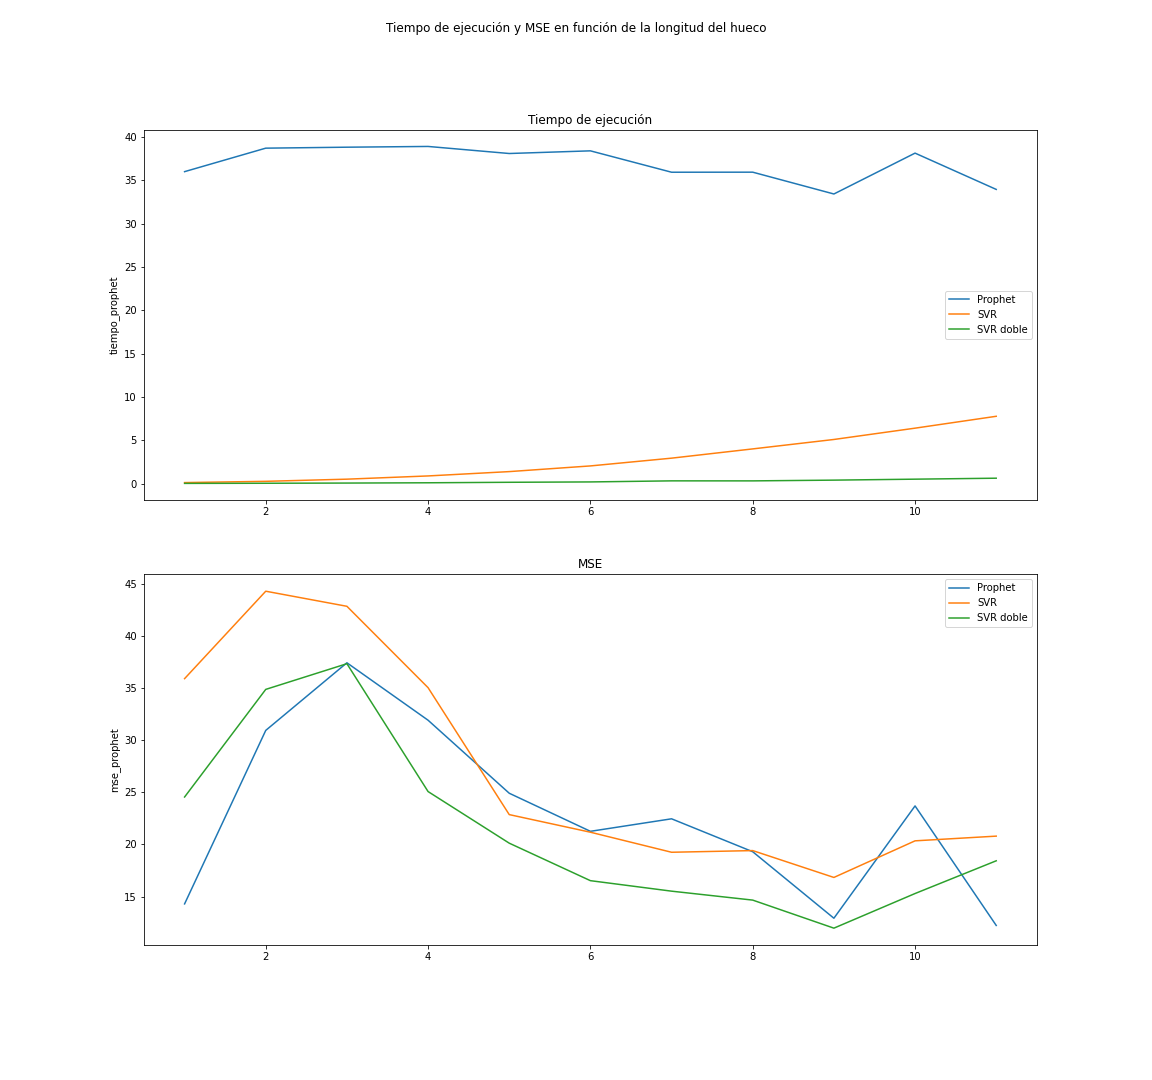 Tiempo de ejecución y MSE en función de la longitud del hueco
Tiempo de ejecución
tiempo_prophet
40
35
30
25
20
15
10
5
0
2
4
6
8
10
Prophet
SVR
SVR doble
MSE
mse_prophet
45
40
35
30
25
20
15
2
4
6
8
10
Prophet
SVR
SVR doble